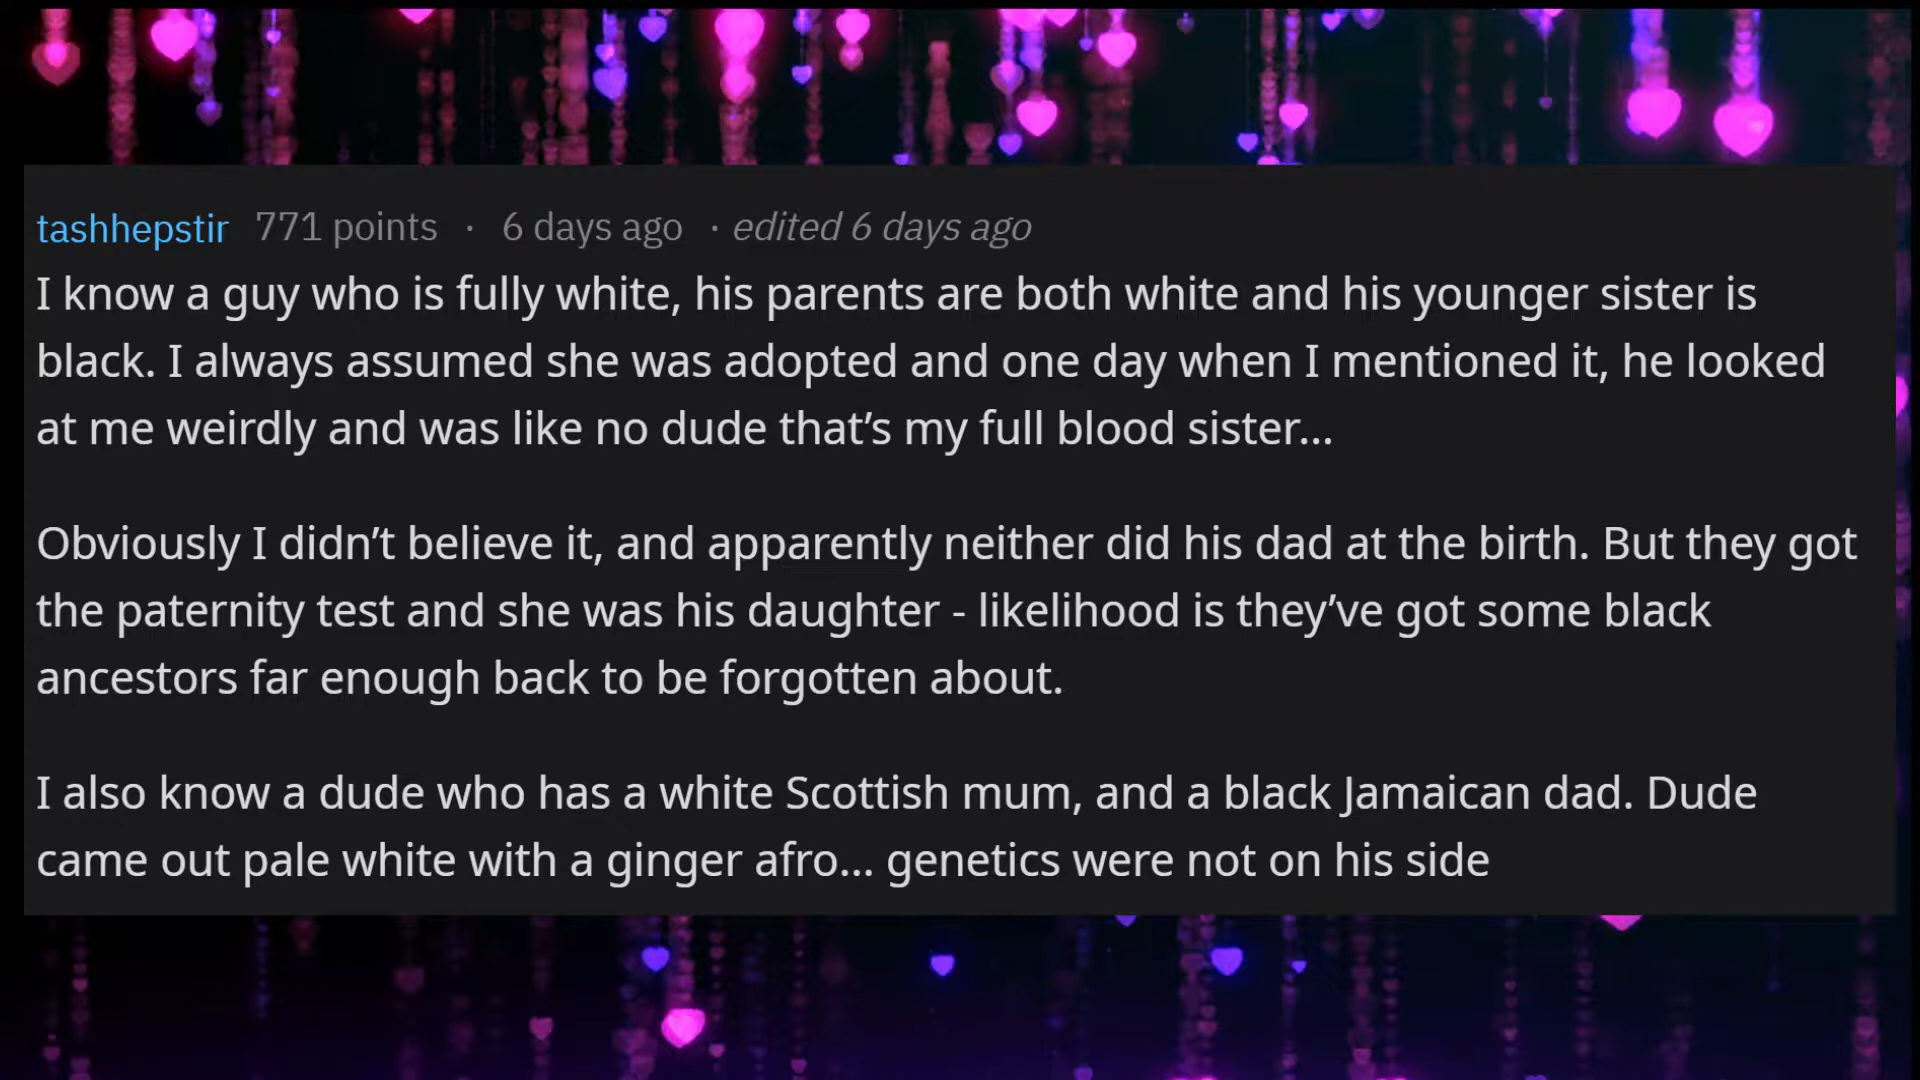 tashhepstir 771 points · 6 days ago · edited 6 days ago
I know a guy who is fully white, his parents are both white and his younger sister is
black. I always assumed she was adopted and one day when I mentioned it, he looked
at me weirdly and was like no dude that’s my full blood sister...
Obviously I didn’t believe it, and apparently neither did his dad at the birth. But they got
the paternity test and she was his daughter - likelihood is they’ve got some black
ancestors far enough back to be forgotten about.
I also know a dude who has a white Scottish mum, and a black Jamaican dad. Dude
came out pale white with a ginger afro... genetics were not on his side